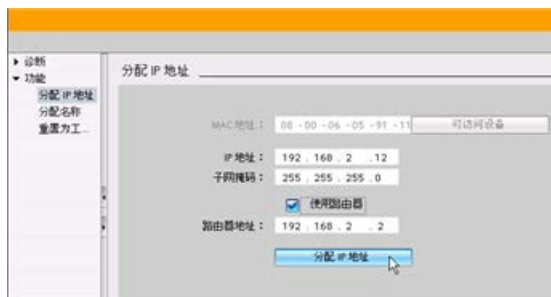 诊断
功能
分配 IP 地址
分配名称
重置为工...
分配 IP 地址
MAC 地址： 08 -00 -06 -05 -91 -11 可访问设备
IP 地址： 192 . 168 . 2 . 12
子网掩码： 255 . 255 . 255 . 0
使用路由器
路由器地址： 192 . 168 . 2 . 2
分配 IP 地址